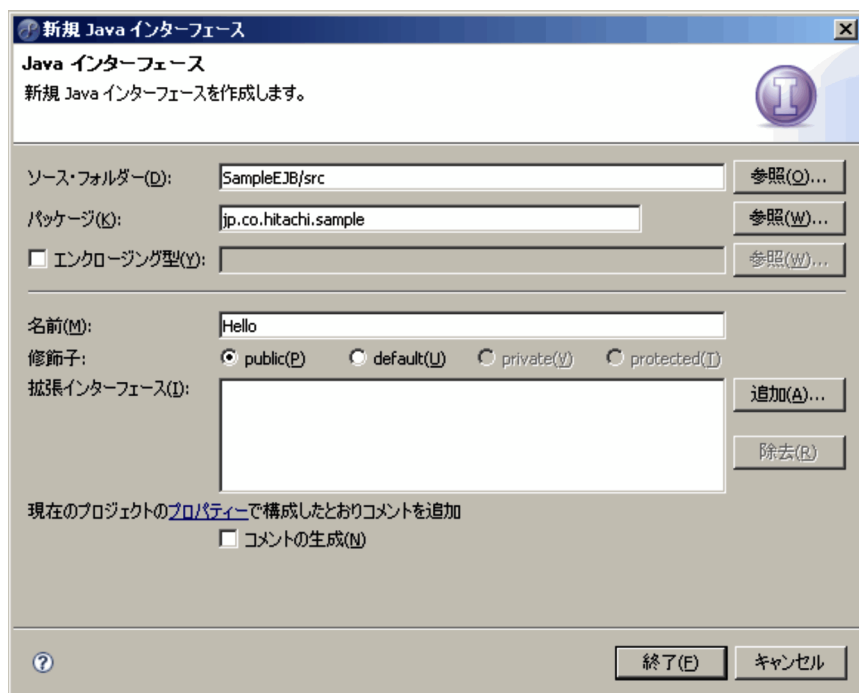 新規 Java インターフェース
Java インターフェース
新規 Java インターフェースを作成します。
ソース・フォルダー(D): SampleEJB/src 参照(O)...
パッケージ(K): jp.co.hitachi.sample 参照(W)...
エンクロージング型(Y): 参照(W)...
名前(M): Hello
修飾子: public(P) default(U) private(V) protected(T)
拡張インターフェース(I): 追加(A)...
除去(R)
現在のプロジェクトのプロパティーで構成したとおりコメントを追加
コメントの生成(N)
終了(F) キャンセル